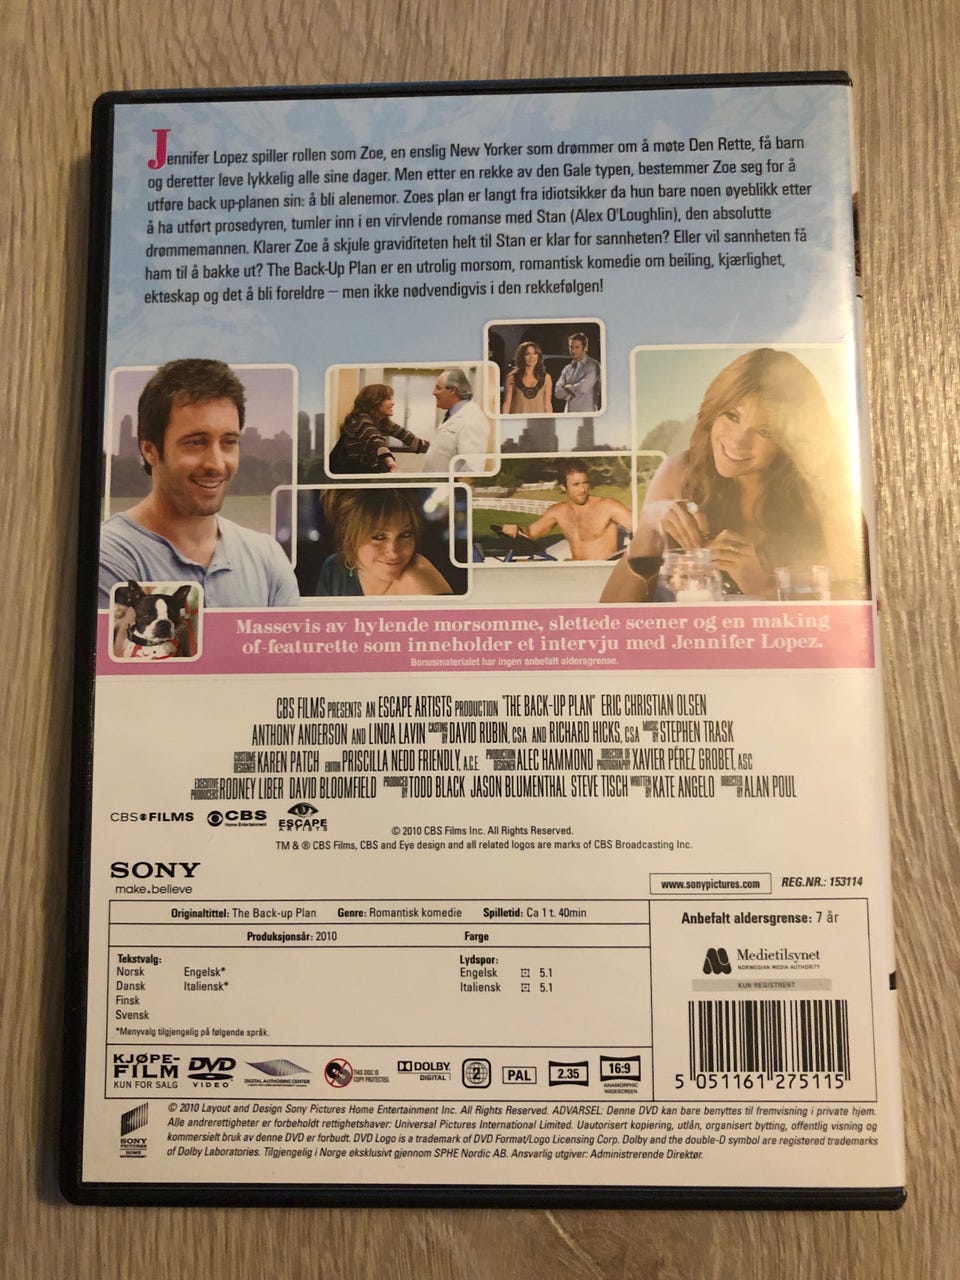 Jennifer Lopez spiller rollen som Zoe, en enslig New Yorker som drømmer om å møte Den Rette, få barn
og deretter leve lykkelig alle sine dager. Men etter en rekke av den Gale typen, bestemmer Zoe seg for å
utføre back up-planen sin: å bli alenemor. Zoes plan er langt fra idiotsikker da hun bare noen øyeblikk etter
å ha utført prosedyren, tumler inn i en virvlende romanse med Stan (Alex O'Loughlin), den absolutte
drømmemannen. Klarer Zoe å skjule graviditeten helt til Stan er klar for sannheten? Eller vil sannheten få
ham til å bakke ut? The Back-Up Plan er en utrolig morsom, romantisk komedie om beiling, kjærlighet,
ekteskap og det å bli foreldre – men ikke nødvendigvis i den rekkefølgen!
Massevis av hylende morsomme, slettede scener og en making
of-featurette som inneholder et intervju med Jennifer Lopez.
Bonusmaterialet har ingen anbefalt aldersgrense.
CBS FILMS PRESENTS AN ESCAPE ARTISTS PRODUCTION "THE BACK-UP PLAN" ERIC CHRISTIAN OLSEN
ANTHONY ANDERSON AND LINDA LAVIN CASTING BY DAVID RUBIN, CSA AND RICHARD HICKS, CSA MUSIC BY STEPHEN TRASK
COSTUME DESIGNER KAREN PATCH EDITOR PRISCILLA NEDD FRIENDLY, A.C.E. PRODUCTION DESIGNER ALEC HAMMOND DIRECTOR OF PHOTOGRAPHY XAVIER PÉREZ GROBET, ASC
EXECUTIVE PRODUCERS RODNEY LIBER DAVID BLOOMFIELD PRODUCED BY TODD BLACK JASON BLUMENTHAL STEVE TISCH WRITTEN BY KATE ANGELO DIRECTED BY ALAN POUL
CBS FILMS CBS Home Entertainment ESCAPE ARTISTS
© 2010 CBS Films Inc. All Rights Reserved.
TM & ® CBS Films, CBS and Eye design and all related logos are marks of CBS Broadcasting Inc.
SONY
make.believe
www.sonypictures.com REG.NR.: 153114
Originaltittel: The Back-up Plan Genre: Romantisk komedie Spilletid: Ca 1 t. 40min
Produksjonsår: 2010 Farge
Tekstvalg:
Norsk Engelsk*
Dansk Italiensk*
Finsk
Svensk
*Menyvalg tilgjengelig på følgende språk.
Lydspor:
Engelsk 5.1
Italiensk 5.1
Anbefalt aldersgrense: 7 år
Medietilsynet
NORWEGIAN MEDIA AUTHORITY
KUN REGISTRERT
5 051161 275115
KJØPE-
FILM
KUN FOR SALG
DVD
VIDEO
DIGITAL AUTHORING CENTER
THIS DISC IS
COPY PROTECTED
DOLBY
DIGITAL
2
PAL
2.35
16:9
ANAMORPHIC
WIDESCREEN
SONY
PICTURES
HOME
ENTERTAINMENT
© 2010 Layout and Design Sony Pictures Home Entertainment Inc. All Rights Reserved. ADVARSEL: Denne DVD kan bare benyttes til fremvisning i private hjem.
Alle andrerettigheter er forbeholdt rettighetshaver: Universal Pictures International Limited. Uautorisert kopiering, utlån, organisert bytting, offentlig visning og
kommersielt bruk av denne DVD er forbudt. DVD Logo is a trademark of DVD Format/Logo Licensing Corp. Dolby and the double-D symbol are registered trademarks
of Dolby Laboratories. Tilgjengelig i Norge eksklusivt gjennom SPHE Nordic AB. Ansvarlig utgiver: Administrerende Direktør.